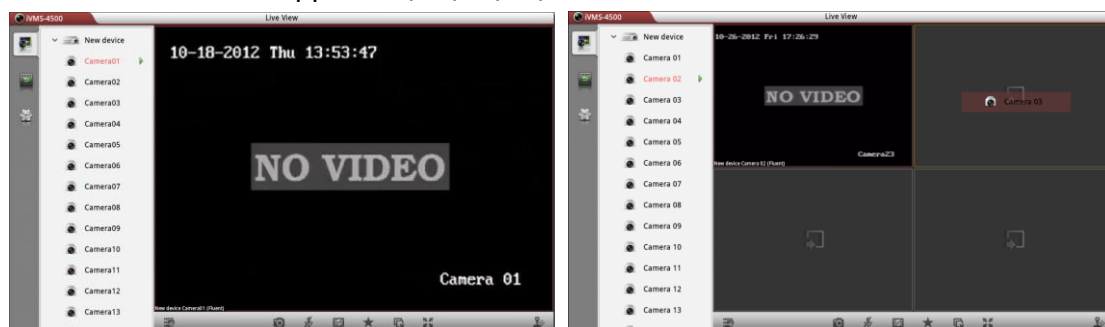 iVMS-4500
Live View
New device
Camera01
Camera02
Camera03
Camera04
Camera05
Camera06
Camera07
Camera08
Camera09
Camera10
Camera11
Camera12
Camera13
10-18-2012 Thu 13:53:47
NO VIDEO
Camera 01
New device Camera01 (Fluent)
iVMS-4500
Live View
New device
Camera 01
Camera 02
Camera 03
Camera 04
Camera 05
Camera 06
Camera 07
Camera 08
Camera 09
Camera 10
Camera 11
Camera 12
Camera 13
10-26-2012 Fri 17:26:29
NO VIDEO
Camera23
New device Camera 02 (Fluent)
Camera 03